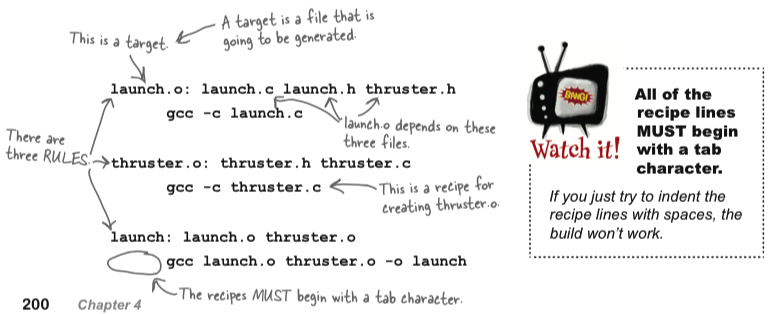 A target is a file that is
going to be generated.
This is a target.
launch.o: launch.c launch.h thruster.h
gcc -c launch.c
launch.o depends on these
three files.
There are
three RULES.
thruster.o: thruster.h thruster.c
gcc -c thruster.c
This is a recipe for
creating thruster.o.
launch: launch.o thruster.o
gcc launch.o thruster.o -o launch
The recipes MUST begin with a tab character.
BANG!
Watch it!
All of the
recipe lines
MUST begin
with a tab
character.
If you just try to indent the
recipe lines with spaces, the
build won't work.
200 Chapter 4